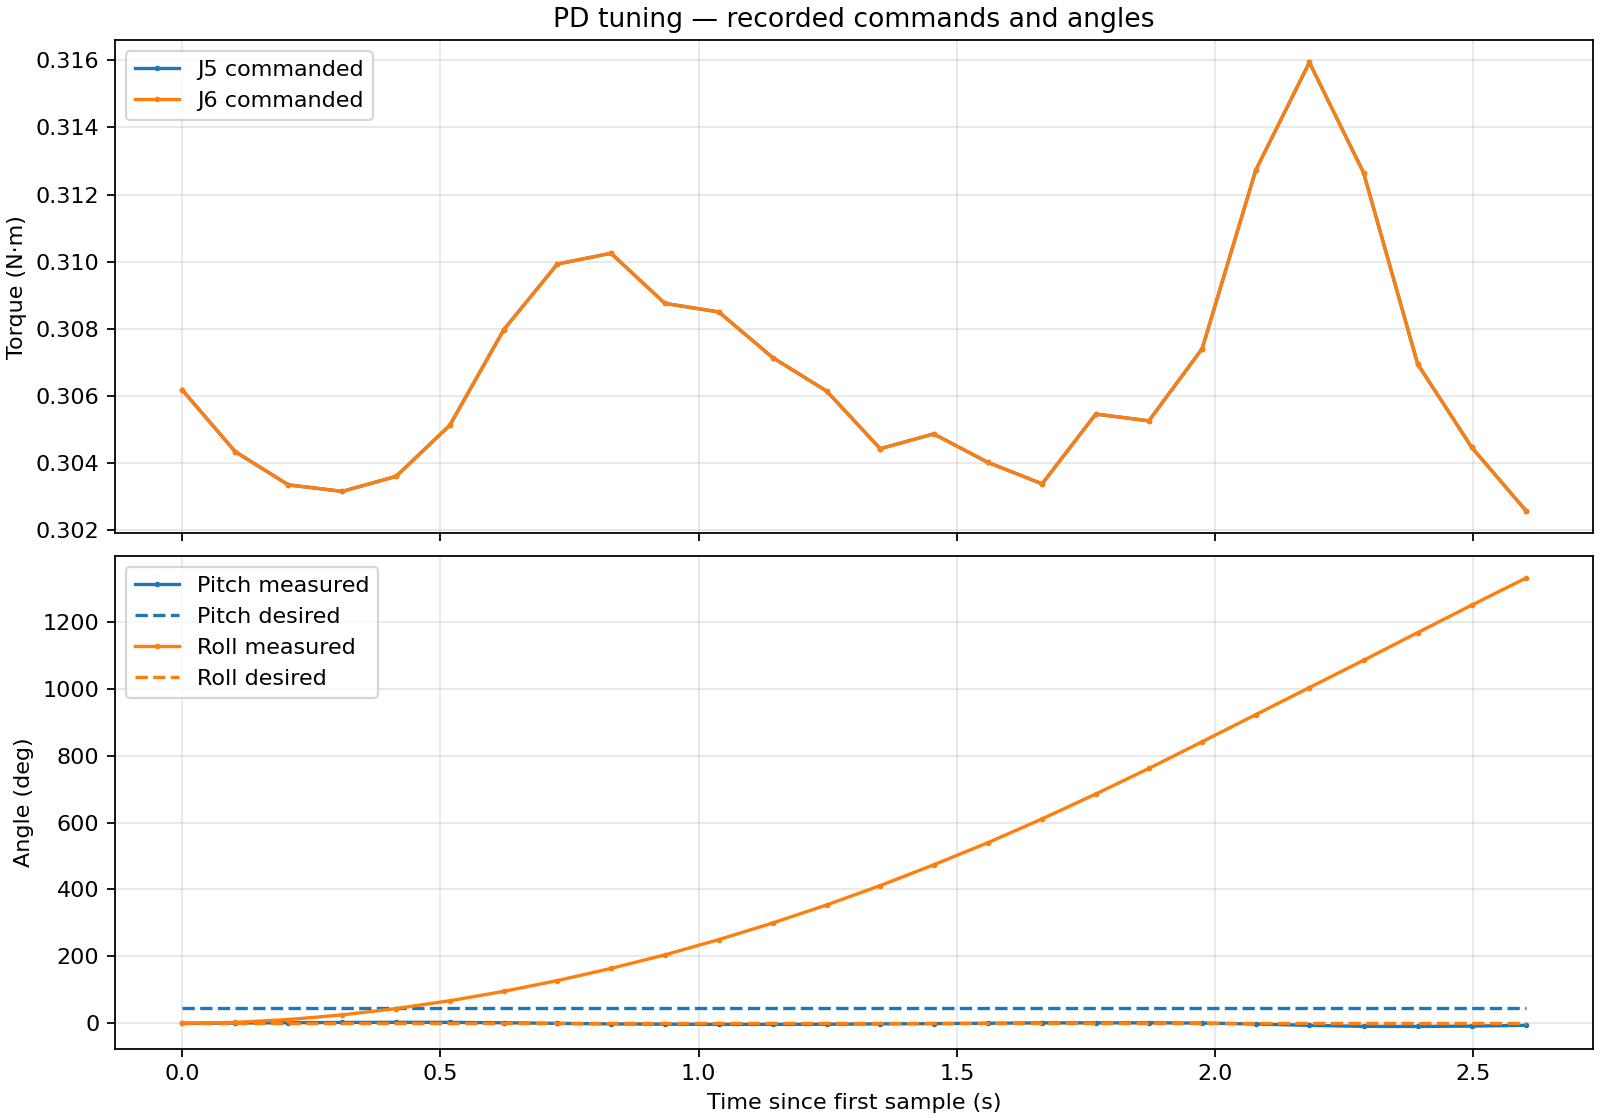 PD tuning — recorded commands and angles
J5 commanded
J6 commanded
Torque (N·m)
0.316
0.314
0.312
0.310
0.308
0.306
0.304
0.302
Pitch measured
Pitch desired
Roll measured
Roll desired
Angle (deg)
1200
1000
800
600
400
200
0
0.0 0.5 1.0 1.5 2.0 2.5
Time since first sample (s)